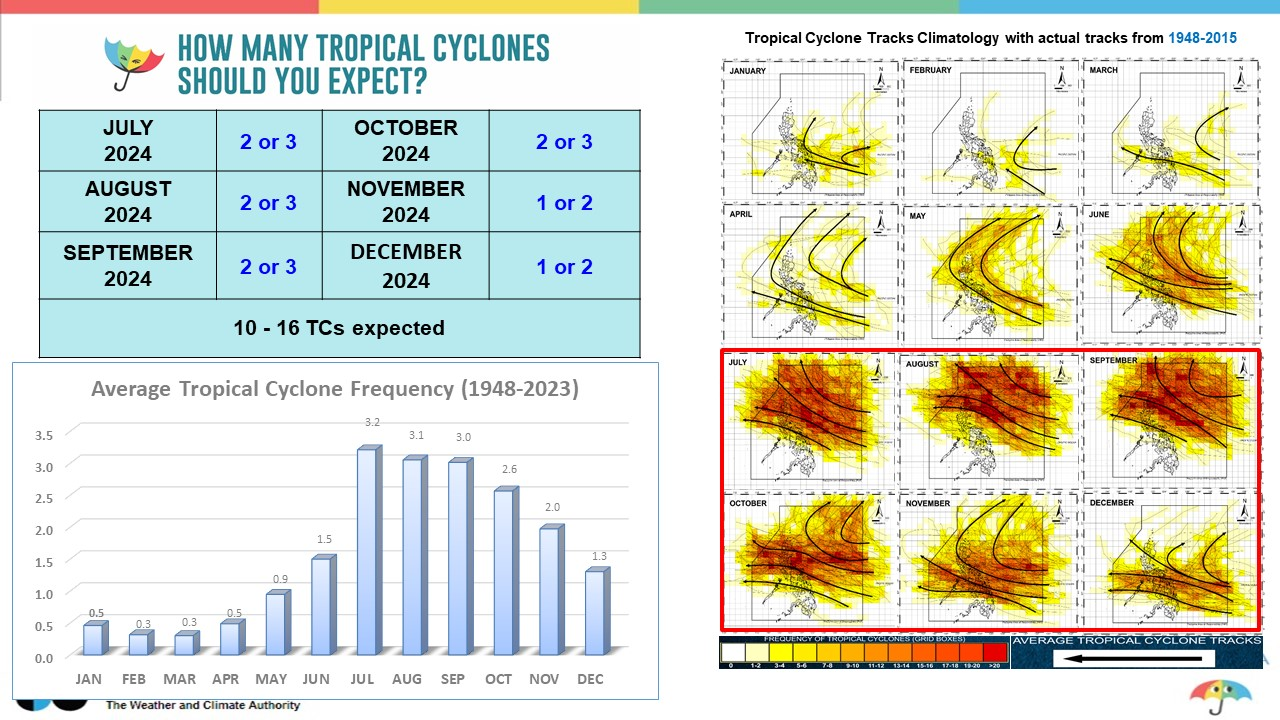 HOW MANY TROPICAL CYCLONES
SHOULD YOU EXPECT?
JULY
2024
2 or 3
OCTOBER
2024
2 or 3
AUGUST
2024
2 or 3
NOVEMBER
2024
1 or 2
SEPTEMBER
2024
2 or 3
DECEMBER
2024
1 or 2
10 - 16 TCs expected
Average Tropical Cyclone Frequency (1948-2023)
3.5
3.0
2.5
2.0
1.5
1.0
0.5
0.0
0.5
0.3
0.3
0.5
0.9
1.5
3.2
3.1
3.0
2.6
2.0
1.3
JAN FEB MAR APR MAY JUN JUL AUG SEP OCT NOV DEC
The Weather and Climate Authority
Tropical Cyclone Tracks Climatology with actual tracks from 1948-2015
JANUARY
N
FEBRUARY
N
MARCH
N
APRIL
N
MAY
N
JUNE
N
JULY
N
AUGUST
N
SEPTEMBER
N
OCTOBER
N
NOVEMBER
N
DECEMBER
N
FREQUENCY OF TROPICAL CYCLONES (GRID BOXES)
0 1-2 3-4 5-6 7-8 9-10 11-12 13-14 15-16 17-18 19-20 >20
AVERAGE TROPICAL CYCLONE TRACKS